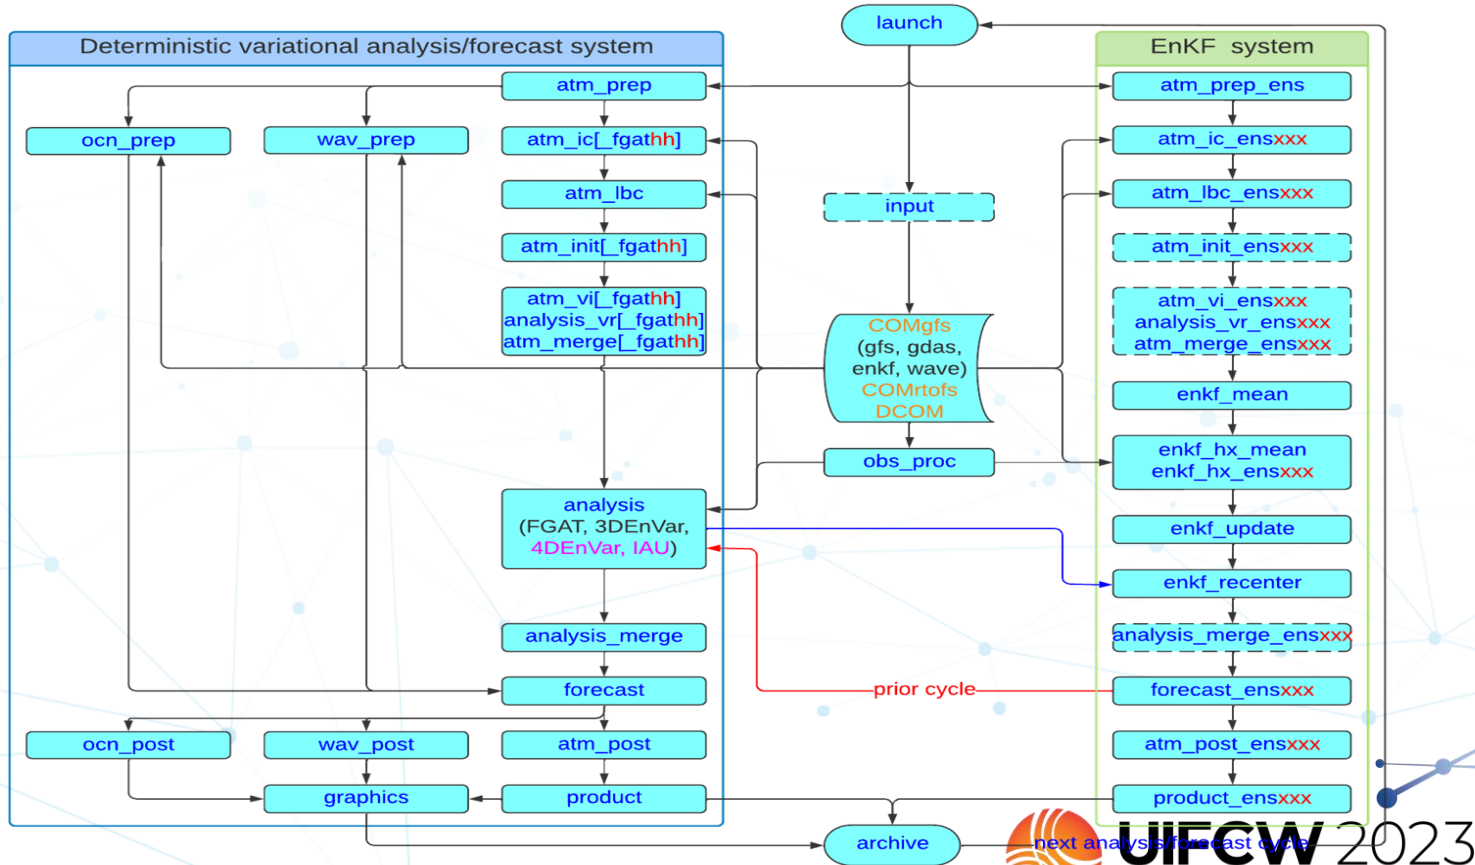 launch
Deterministic variational analysis/forecast system
EnKF system
atm_prep
atm_prep_ens
ocn_prep
wav_prep
atm_ic[_fgathh]
atm_ic_ensxxx
atm_lbc
input
atm_lbc_ensxxx
atm_init[_fgathh]
atm_init_ensxxx
atm_vi[_fgathh]
analysis_vr[_fgathh]
atm_merge[_fgathh]
COMgfs
(gfs, gdas,
enkf, wave)
COMrtofs
DCOM
atm_vi_ensxxx
analysis_vr_ensxxx
atm_merge_ensxxx
enkf_mean
obs_proc
enkf_hx_mean
enkf_hx_ensxxx
analysis
(FGAT, 3DEnVar,
4DEnVar, IAU)
enkf_update
enkf_recenter
analysis_merge
analysis_merge_ensxxx
forecast
prior cycle
forecast_ensxxx
ocn_post
wav_post
atm_post
atm_post_ensxxx
graphics
product
product_ensxxx
archive
next analysis/forecast cycle
UIFCW 2023